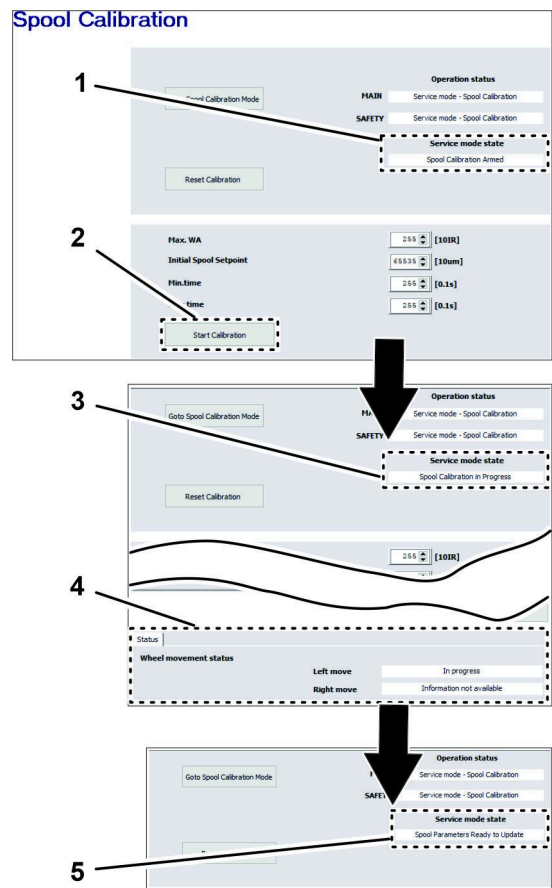 Spool Calibration
1
Operation status
Spool Calibration Mode
MAIN
Service mode - Spool Calibration
SAFETY
Service mode - Spool Calibration
Service mode state
Spool Calibration Armed
Reset Calibration
2
Max. WA
255
[10IR]
Initial Spool Setpoint
65535
[10um]
Min.time
255
[0.1s]
time
255
[0.1s]
Start Calibration
3
Operation status
Goto Spool Calibration Mode
Service mode - Spool Calibration
SAFETY
Service mode - Spool Calibration
Service mode state
Spool Calibration in Progress
Reset Calibration
255
[10IR]
4
Status
Wheel movement status
Left move
In progress
Right move
Information not available
Operation status
Goto Spool Calibration Mode
Service mode - Spool Calibration
Service mode - Spool Calibration
Service mode state
Spool Parameters Ready to Update
5